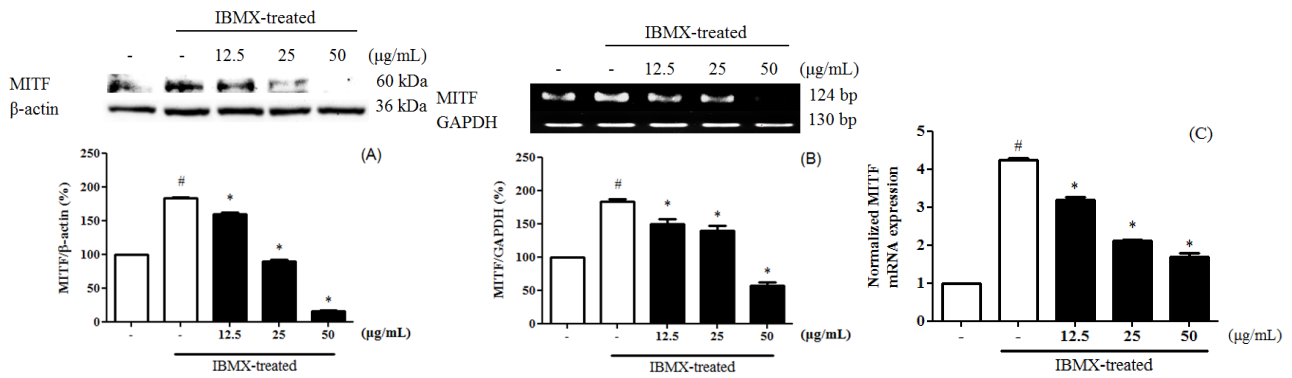 IBMX-treated
- - 12.5 25 50 (μg/mL)
MITF 60 kDa
β-actin 36 kDa
(A)
250
200
150
100
50
0
MITF/β-actin (%)
# * * *
- - 12.5 25 50 (μg/mL)
IBMX-treated
IBMX-treated
- - 12.5 25 50 (μg/mL)
MITF 124 bp
GAPDH 130 bp
(B)
250
200
150
100
50
0
MITF/GAPDH (%)
# * * *
- - 12.5 25 50 (μg/mL)
IBMX-treated
(C)
5
4
3
2
1
0
Normalized MITF
mRNA expression
# * * *
- - 12.5 25 50 (μg/mL)
IBMX-treated